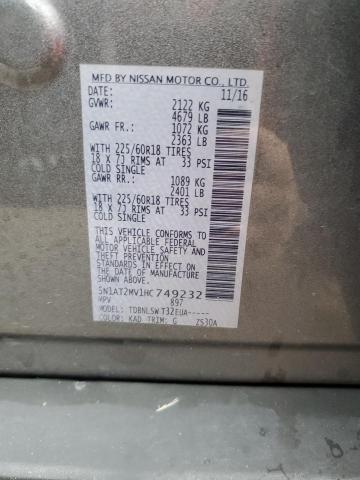 MFD BY NISSAN MOTOR CO., LTD.
DATE: 11/16
GVWR: 2122 KG
4679 LB
GAWR FR.: 1072 KG
2363 LB
WITH 225/60R18 TIRES
18 X 7J RIMS AT 33 PSI
COLD SINGLE
GAWR RR.: 1089 KG
2401 LB
WITH 225/60R18 TIRES
18 X 7J RIMS AT 33 PSI
COLD SINGLE
THIS VEHICLE CONFORMS TO ALL
APPLICABLE FEDERAL
MOTOR VEHICLE SAFETY AND
THEFT PREVENTION
STANDARDS IN EFFECT ON
THE DATE OF MANUFACTURE
SHOWN ABOVE.
5N1AT2MV1HC749232
MPV 897
MODEL: TDBNLSW T32EUA-----
COLOR: KAD TRIM: G ZS30A